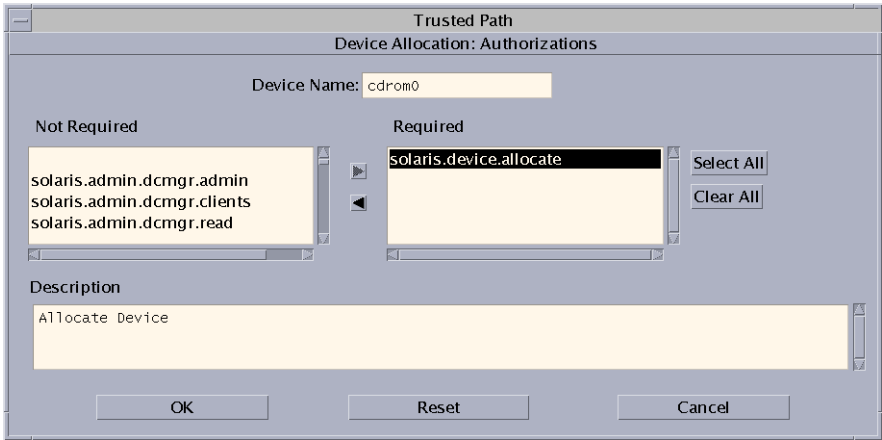 Trusted Path
Device Allocation: Authorizations
Device Name: cdrom0
Not Required
Required
solaris.admin.dcmgr.admin
solaris.admin.dcmgr.clients
solaris.admin.dcmgr.read
solaris.device.allocate
Select All
Clear All
Description
Allocate Device
OK
Reset
Cancel